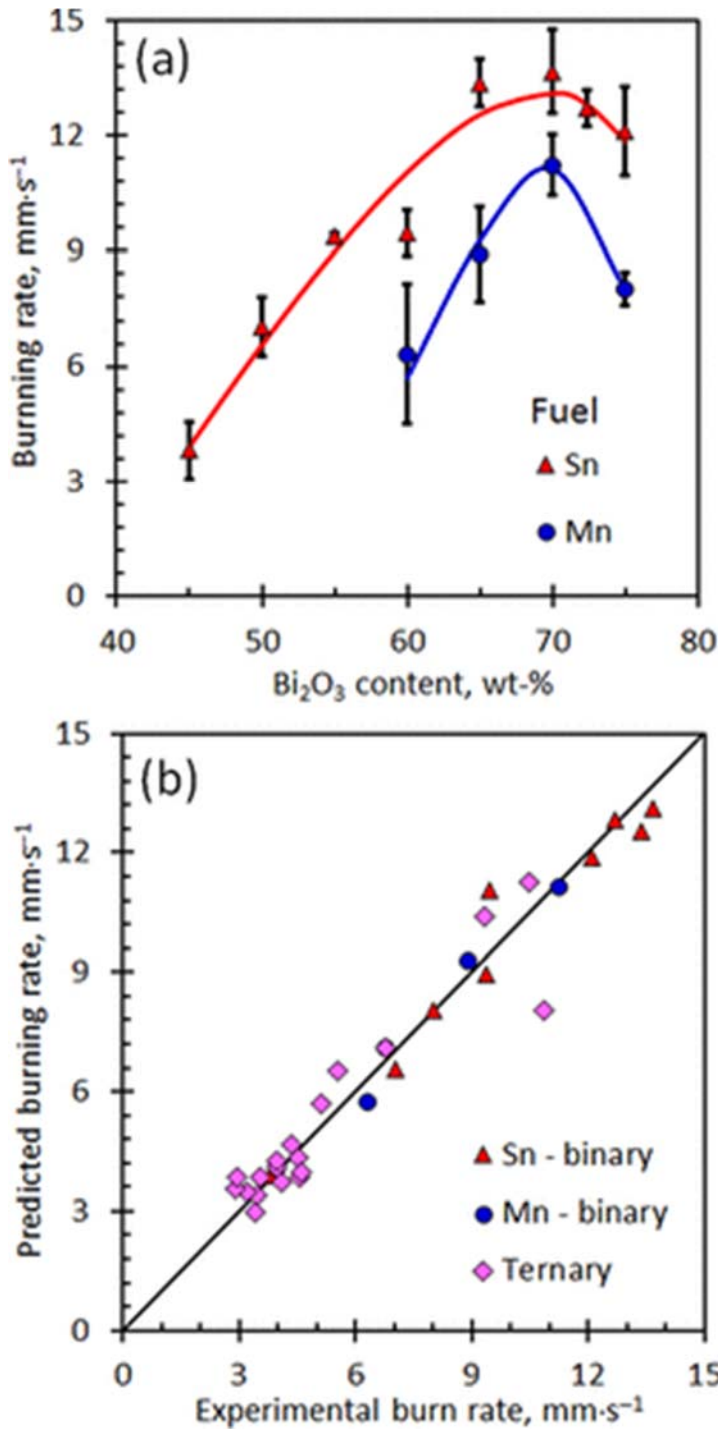 (a)
Burnning rate, mm·s⁻¹
15
12
9
6
3
0
Fuel
Sn
Mn
40 50 60 70 80
Bi₂O₃ content, wt-%
(b)
Predicted burning rate, mm·s⁻¹
15
12
9
6
3
0
Sn - binary
Mn - binary
Ternary
0 3 6 9 12 15
Experimental burn rate, mm·s⁻¹